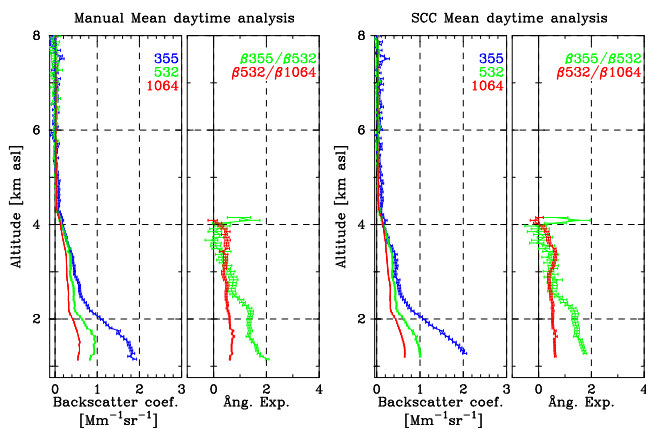 Manual Mean daytime analysis
SCC Mean daytime analysis
Altitude [km asl]
8
6
4
2
355
532
1064
0 1 2 3
Backscatter coef.
[Mm⁻¹sr⁻¹]
β355/β532
β532/β1064
0 2 4
Ång. Exp.
Altitude [km asl]
8
6
4
2
355
532
1064
0 1 2 3
Backscatter coef.
[Mm⁻¹sr⁻¹]
β355/β532
β532/β1064
0 2 4
Ång. Exp.